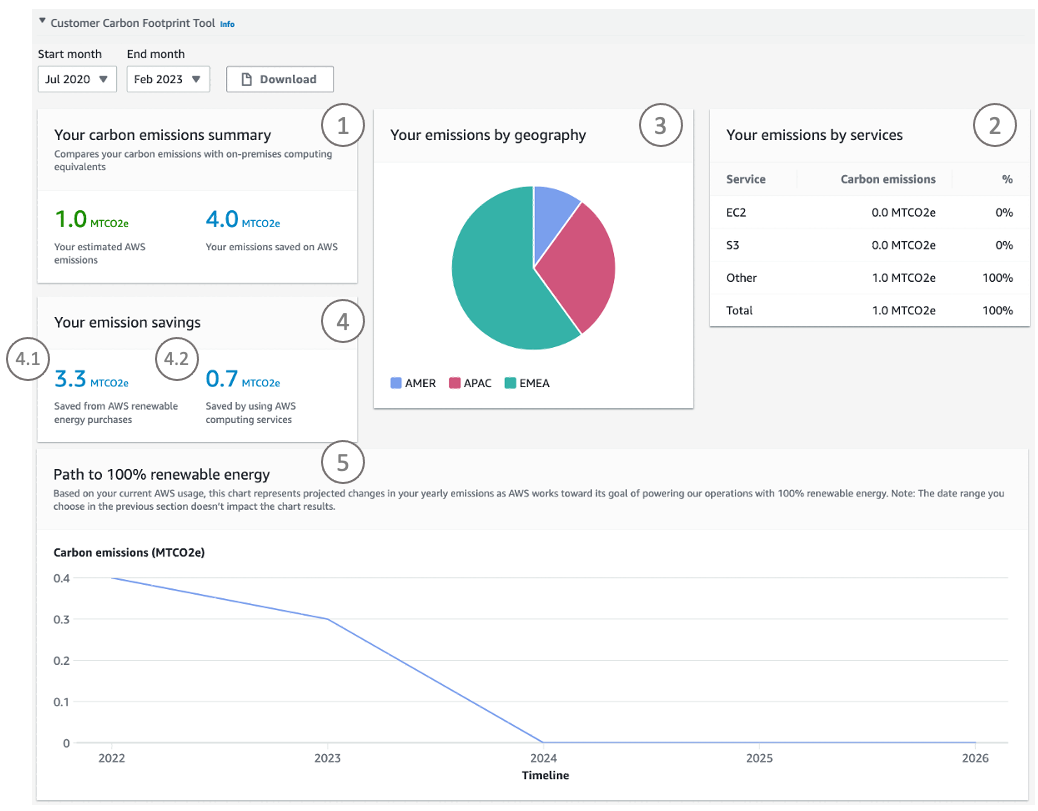 Customer Carbon Footprint Tool Info
Start month
End month
Jul 2020
Feb 2023
Download
1
Your carbon emissions summary
Compares your carbon emissions with on-premises computing
equivalents
1.0 MTCO2e
4.0 MTCO2e
Your estimated AWS
emissions
Your emissions saved on AWS
4
Your emission savings
4.1
4.2
3.3 MTCO2e
0.7 MTCO2e
Saved from AWS renewable
energy purchases
Saved by using AWS
computing services
3
Your emissions by geography
AMER
APAC
EMEA
2
Your emissions by services
Service Carbon emissions %
EC2 0.0 MTCO2e 0%
S3 0.0 MTCO2e 0%
Other 1.0 MTCO2e 100%
Total 1.0 MTCO2e 100%
5
Path to 100% renewable energy
Based on your current AWS usage, this chart represents projected changes in your yearly emissions as AWS works toward its goal of powering our operations with 100% renewable energy. Note: The date range you
choose in the previous section doesn't impact the chart results.
Carbon emissions (MTCO2e)
0.4
0.3
0.2
0.1
0
2022 2023 2024 2025 2026
Timeline